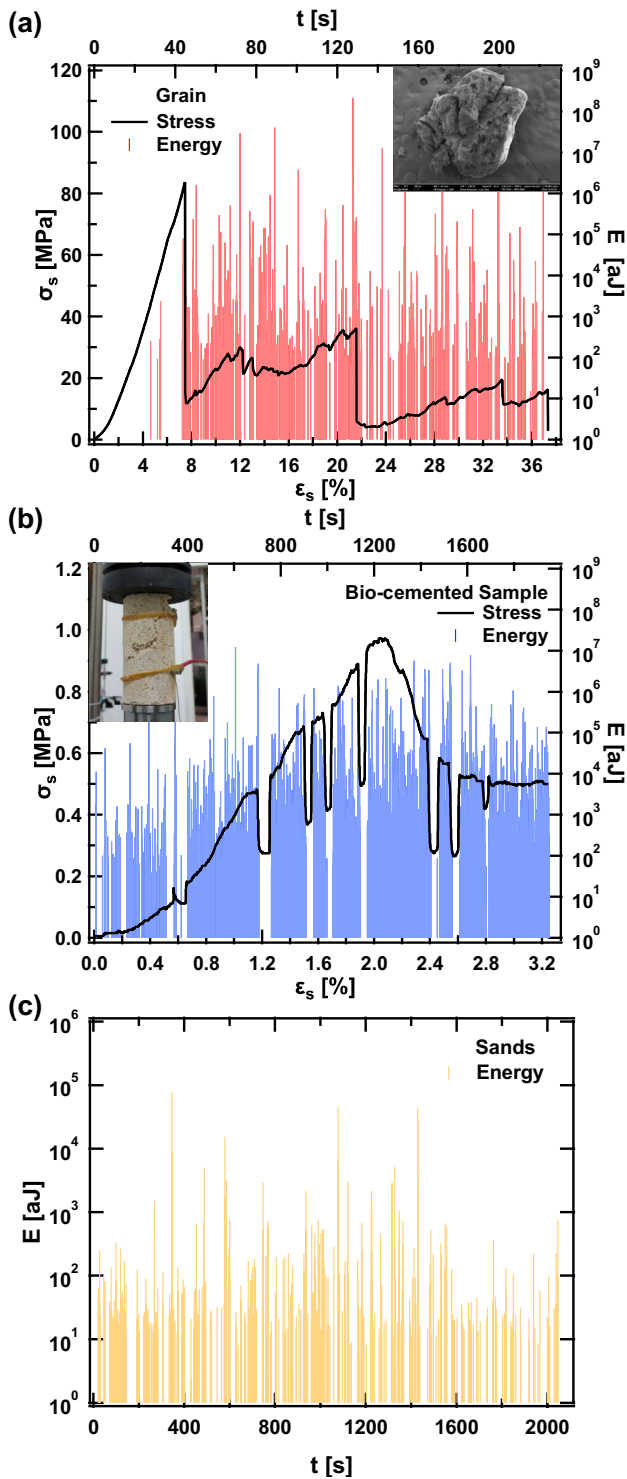 (a)
t [s]
0 40 80 120 160 200
120
100
80
60
40
20
0
σs [MPa]
Grain
Stress
Energy
10⁹
10⁸
10⁷
10⁶
10⁵
10⁴
10³
10²
10¹
10⁰
E [aJ]
0 4 8 12 16 20 24 28 32 36
εs [%]
(b)
t [s]
0 400 800 1200 1600
1.2
1.0
0.8
0.6
0.4
0.2
0.0
σs [MPa]
Bio-cemented Sample
Stress
Energy
10⁹
10⁸
10⁷
10⁶
10⁵
10⁴
10³
10²
10¹
10⁰
E [aJ]
0.0 0.4 0.8 1.2 1.6 2.0 2.4 2.8 3.2
εs [%]
(c)
10⁶
10⁵
10⁴
10³
10²
10¹
10⁰
E [aJ]
Sands
Energy
0 400 800 1200 1600 2000
t [s]